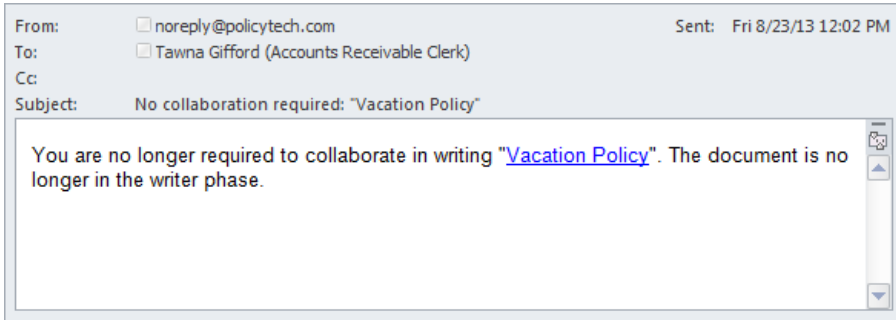 From: noreply@policytech.com Sent: Fri 8/23/13 12:02 PM
To: Tawna Gifford (Accounts Receivable Clerk)
Cc:
Subject: No collaboration required: "Vacation Policy"
You are no longer required to collaborate in writing "Vacation Policy". The document is no
longer in the writer phase.